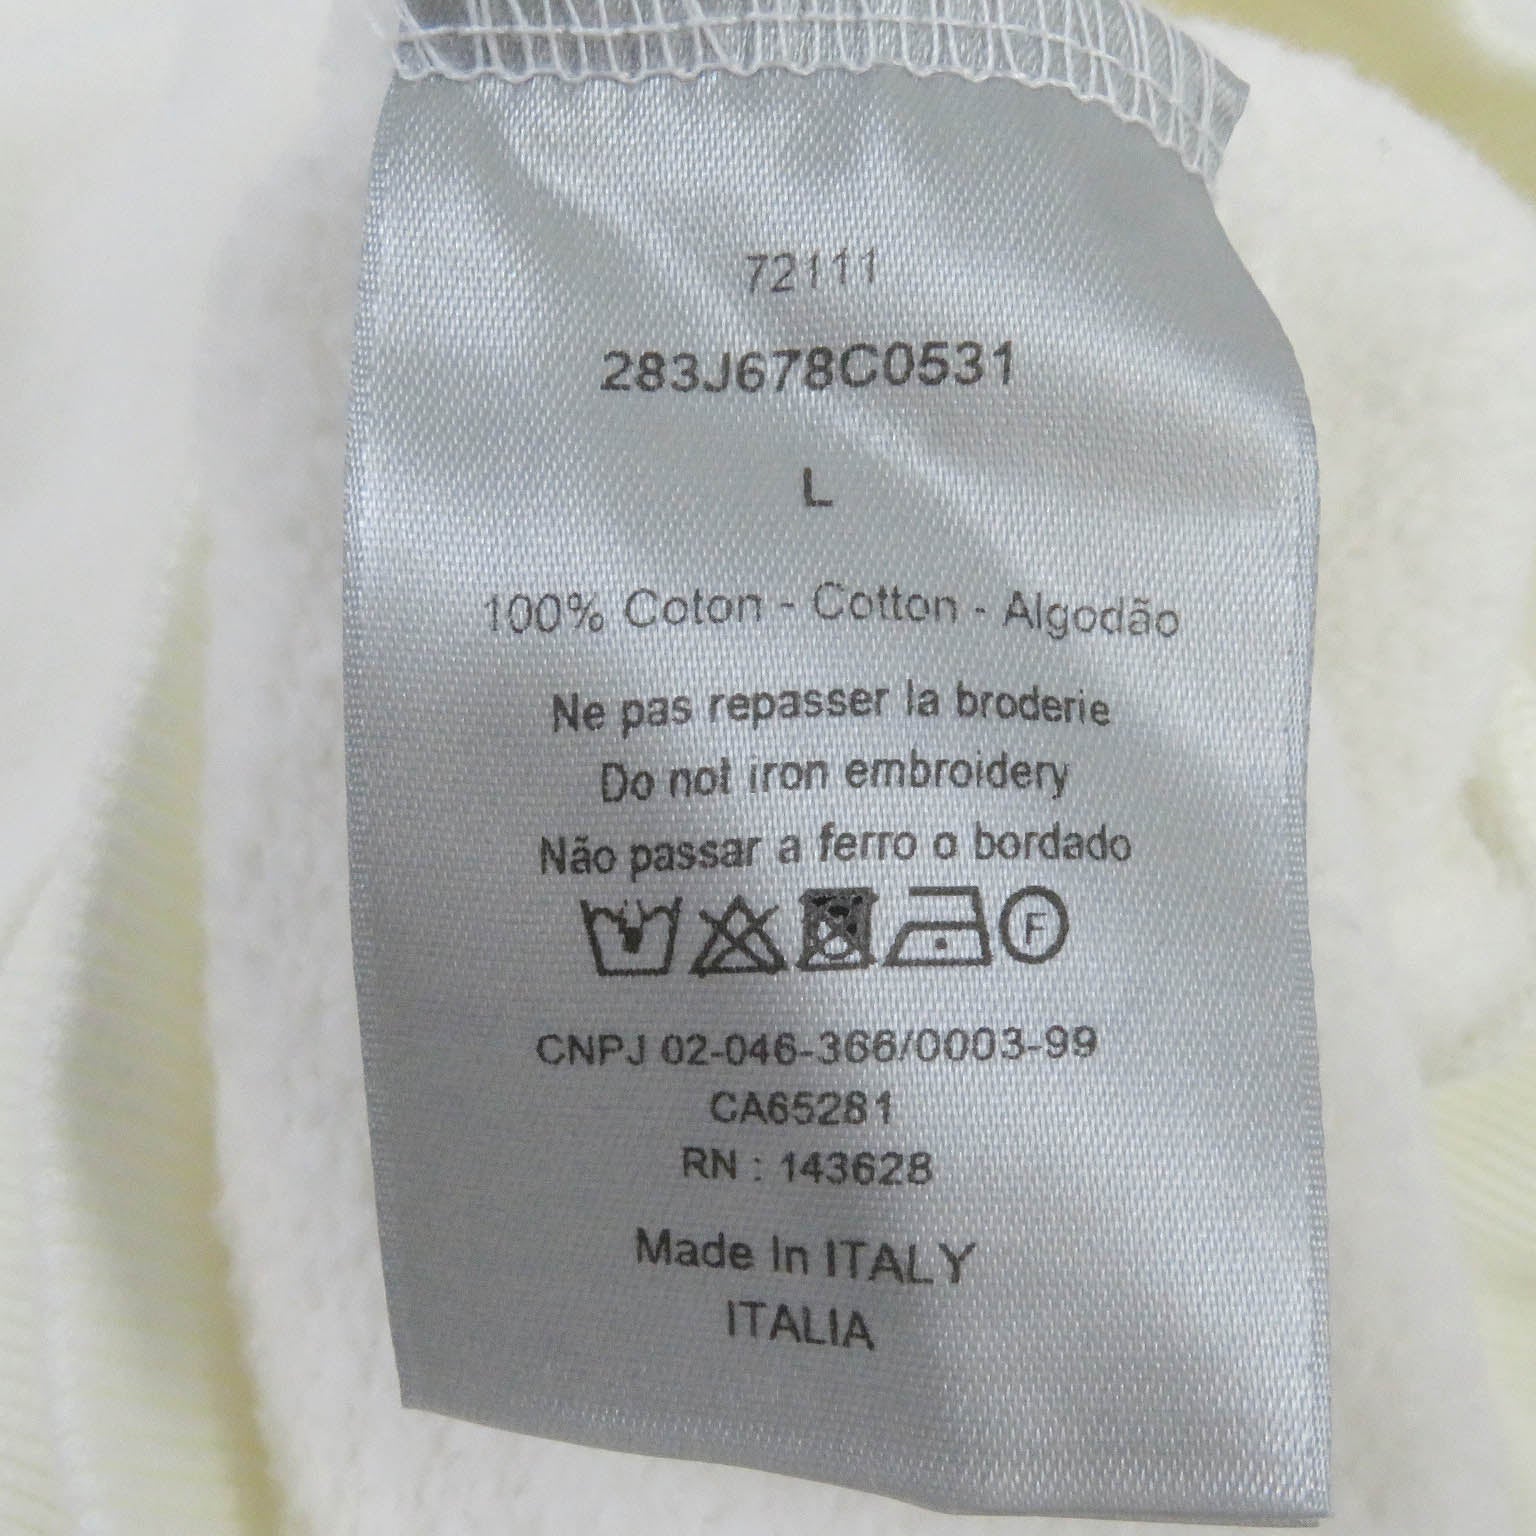 72111
283J678C0531
L
100% Coton - Cotton - Algodão
Ne pas repasser la broderie
Do not iron embroidery
Não passar a ferro o bordado
F
CNPJ 02-046-366/0003-99
CA65281
RN : 143628
Made In ITALY
ITALIA